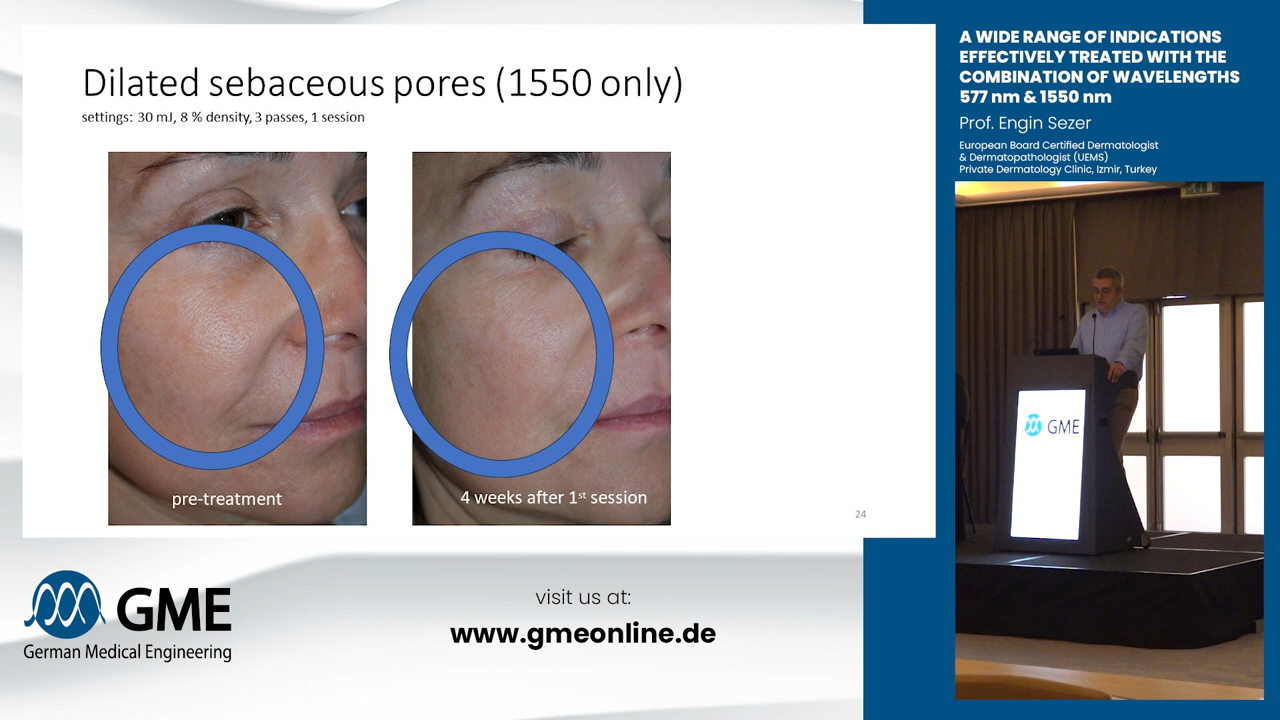 Dilated sebaceous pores (1550 only)
settings: 30 mJ, 8 % density, 3 passes, 1 session
pre-treatment
4 weeks after 1st session
24
A WIDE RANGE OF INDICATIONS
EFFECTIVELY TREATED WITH THE
COMBINATION OF WAVELENGTHS
577 nm & 1550 nm
Prof. Engin Sezer
European Board Certified Dermatologist
& Dermatopathologist (UEMS)
Private Dermatology Clinic, Izmir, Turkey
GME
GME
German Medical Engineering
visit us at:
www.gmeonline.de